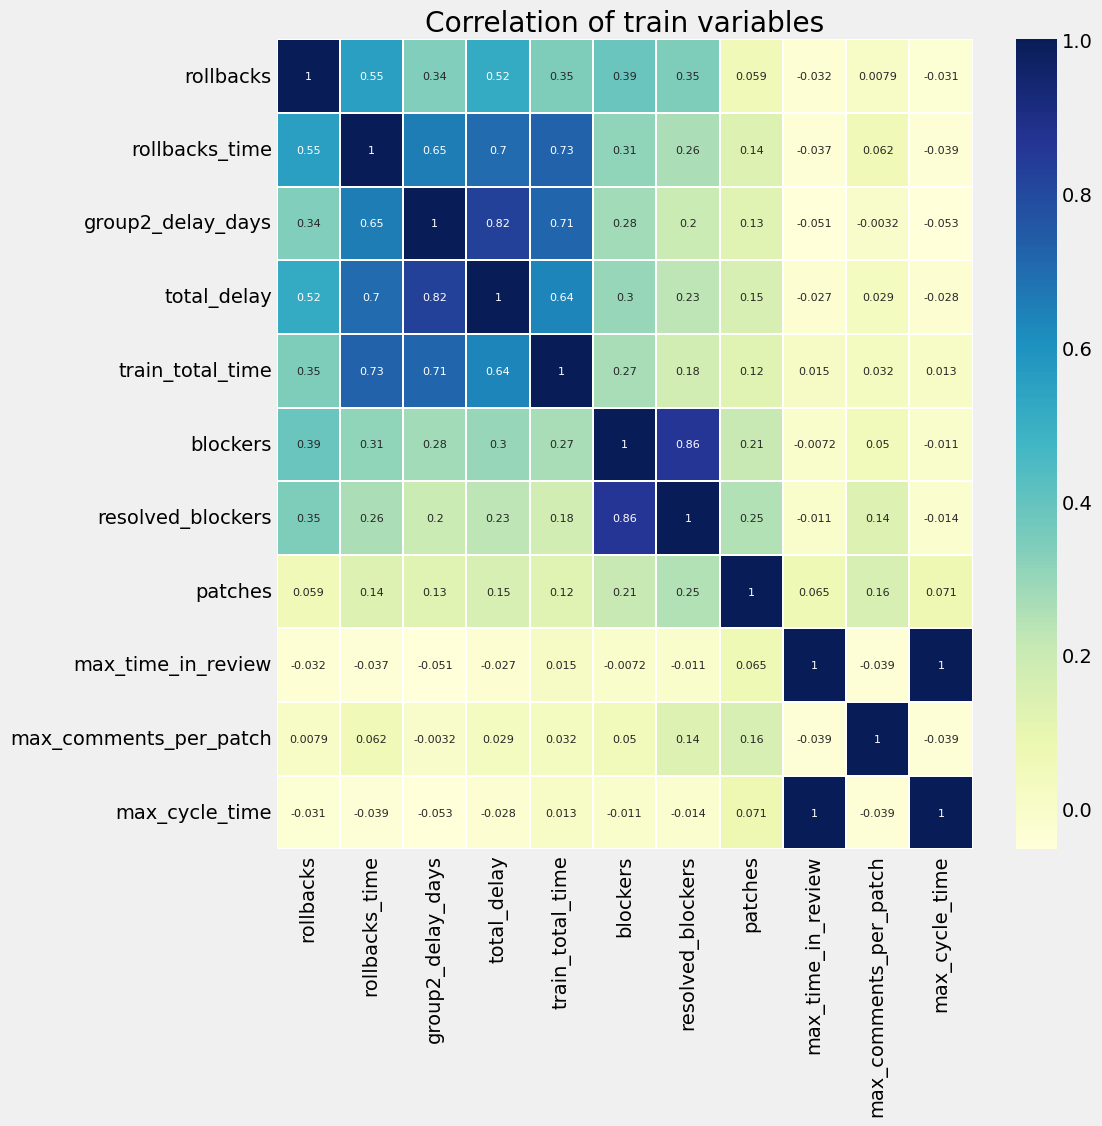 Correlation of train variables
rollbacks 1 0.55 0.34 0.52 0.35 0.39 0.35 0.059 -0.032 0.0079 -0.031
rollbacks_time 0.55 1 0.65 0.7 0.73 0.31 0.26 0.14 -0.037 0.062 -0.039
group2_delay_days 0.34 0.65 1 0.82 0.71 0.28 0.2 0.13 -0.051 -0.0032 -0.053
total_delay 0.52 0.7 0.82 1 0.64 0.3 0.23 0.15 -0.027 0.029 -0.028
train_total_time 0.35 0.73 0.71 0.64 1 0.27 0.18 0.12 0.015 0.032 0.013
blockers 0.39 0.31 0.28 0.3 0.27 1 0.86 0.21 -0.0072 0.05 -0.011
resolved_blockers 0.35 0.26 0.2 0.23 0.18 0.86 1 0.25 -0.011 0.14 -0.014
patches 0.059 0.14 0.13 0.15 0.12 0.21 0.25 1 0.065 0.16 0.071
max_time_in_review -0.032 -0.037 -0.051 -0.027 0.015 -0.0072 -0.011 0.065 1 -0.039 1
max_comments_per_patch 0.0079 0.062 -0.0032 0.029 0.032 0.05 0.14 0.16 -0.039 1 -0.039
max_cycle_time -0.031 -0.039 -0.053 -0.028 0.013 -0.011 -0.014 0.071 1 -0.039 1
rollbacks
rollbacks_time
group2_delay_days
total_delay
train_total_time
blockers
resolved_blockers
patches
max_time_in_review
max_comments_per_patch
max_cycle_time
1.0
0.8
0.6
0.4
0.2
0.0